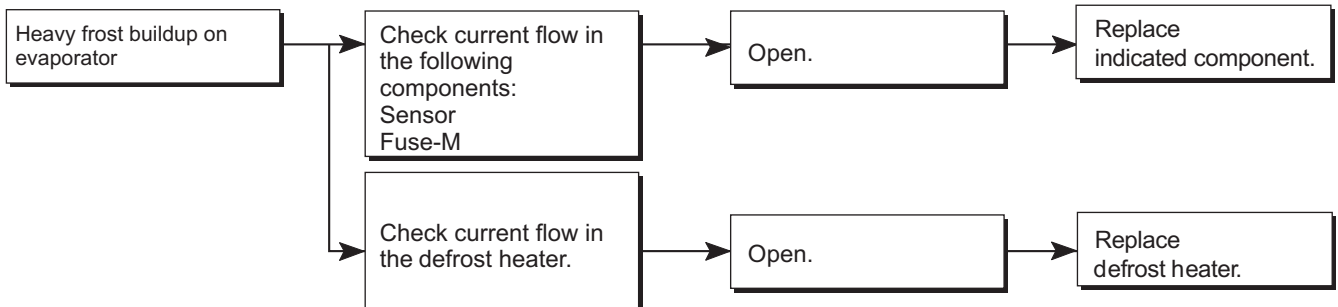 Heavy frost buildup on
evaporator
Check current flow in
the following
components:
Sensor
Fuse-M
Open.
Replace
indicated component.
Check current flow in
the defrost heater.
Open.
Replace
defrost heater.